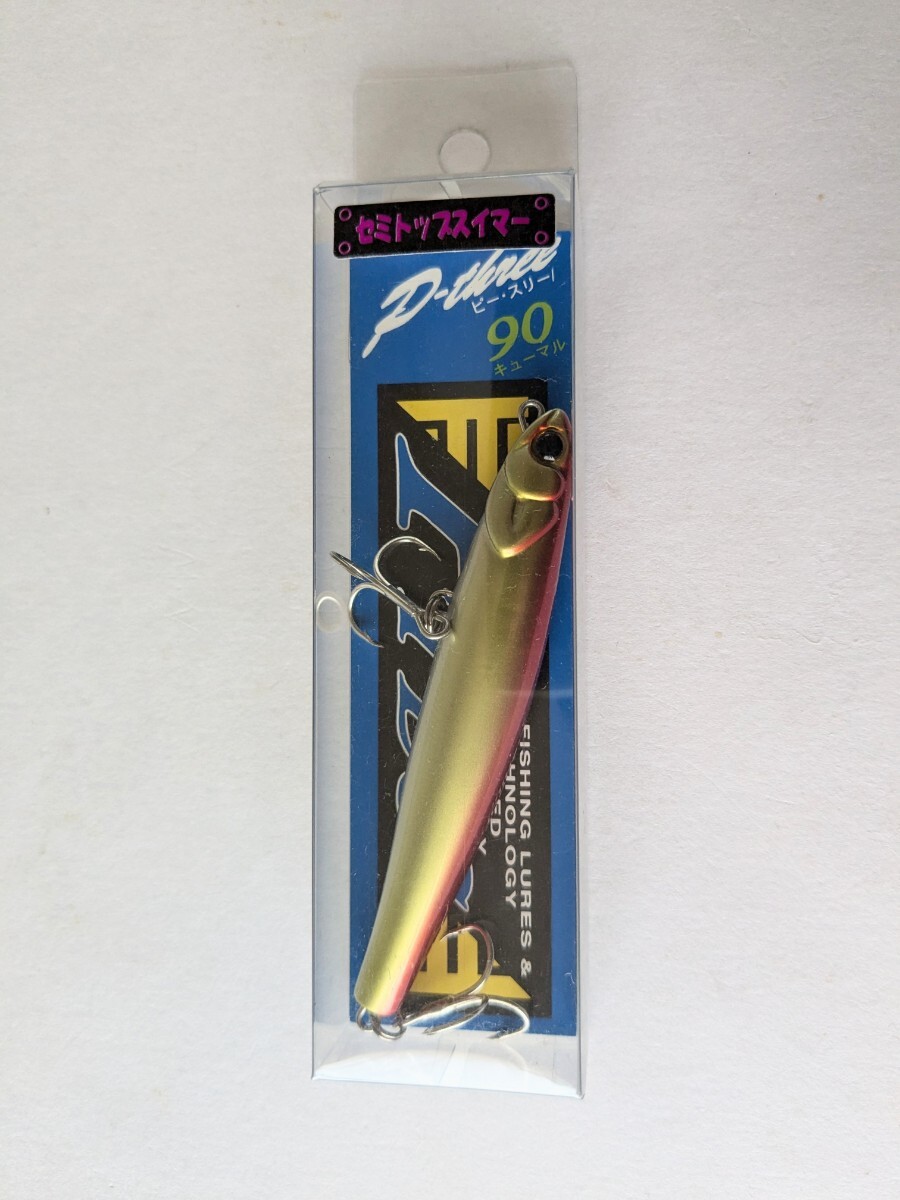 セミトップスイマー
P-three
ピー・スリー!
90
キューマル
FISHING LURES &
HNOLOGY
ED
Y